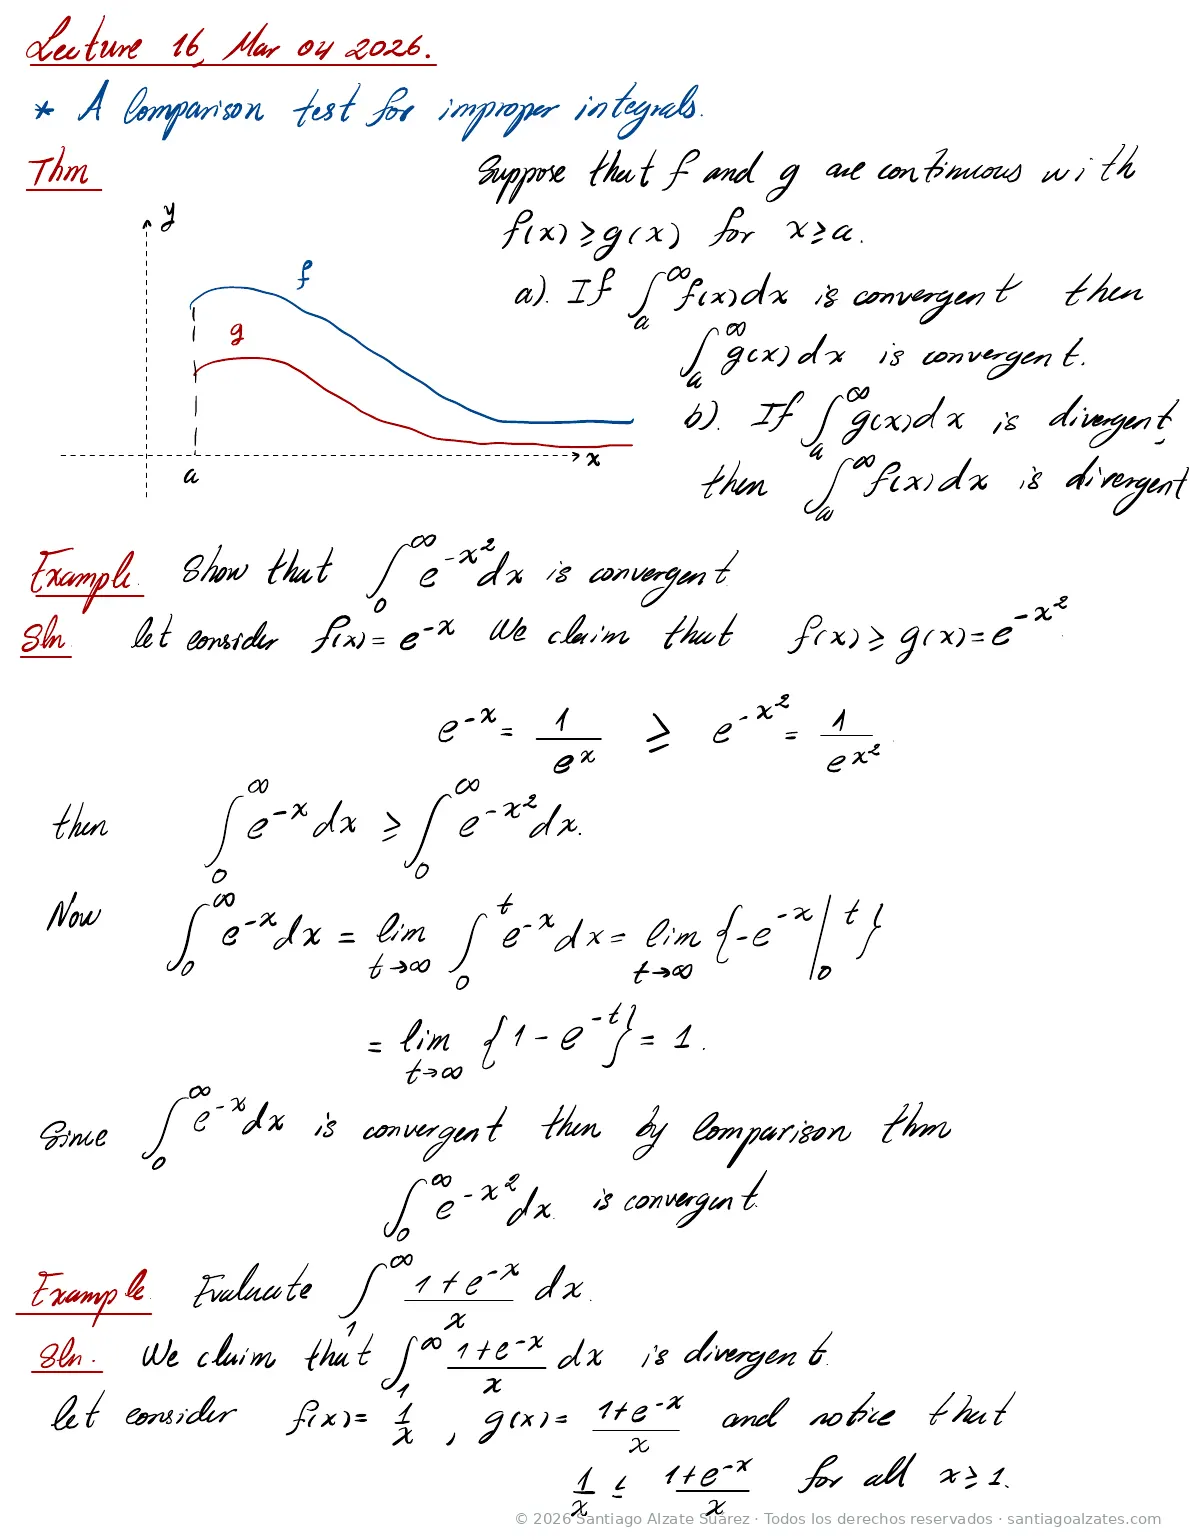 Lecture 16, Mar 04 2026.
* A Comparison test for improper integrals.
Thm
Suppose that f and g are continuous with
f(x) ≥ g(x) for x ≥ a.
a). If ∫_a^∞ f(x)dx is convergent then
∫_a^∞ g(x)dx is convergent.
b). If ∫_a^∞ g(x)dx is divergent,
then ∫_a^∞ f(x)dx is divergent
y
f
g
a
x
Example. Show that ∫_0^∞ e^{-x^2} dx is convergent
Sln. let consider f(x) = e^{-x} We claim that f(x) ≥ g(x) = e^{-x^2}
e^{-x} = 1/e^x ≥ e^{-x^2} = 1/e^{x^2}.
then ∫_0^∞ e^{-x} dx ≥ ∫_0^∞ e^{-x^2} dx.
Now ∫_0^∞ e^{-x} dx = lim_{t→∞} ∫_0^t e^{-x} dx = lim_{t→∞} {-e^{-x}|_0^t}
= lim_{t→∞} {1 - e^{-t}} = 1.
Since ∫_0^∞ e^{-x} dx is convergent then by comparison thm
∫_0^∞ e^{-x^2} dx. is convergent.
Example. Evaluate ∫_1^∞ (1+e^{-x})/x dx.
Sln. We claim that ∫_1^∞ (1+e^{-x})/x dx is divergent.
let consider f(x) = 1/x, g(x) = (1+e^{-x})/x and notice that
1/x ≤ (1+e^{-x})/x for all x ≥ 1.
© 2026 Santiago Alzate Suárez · Todos los derechos reservados · santiagoalzates.com